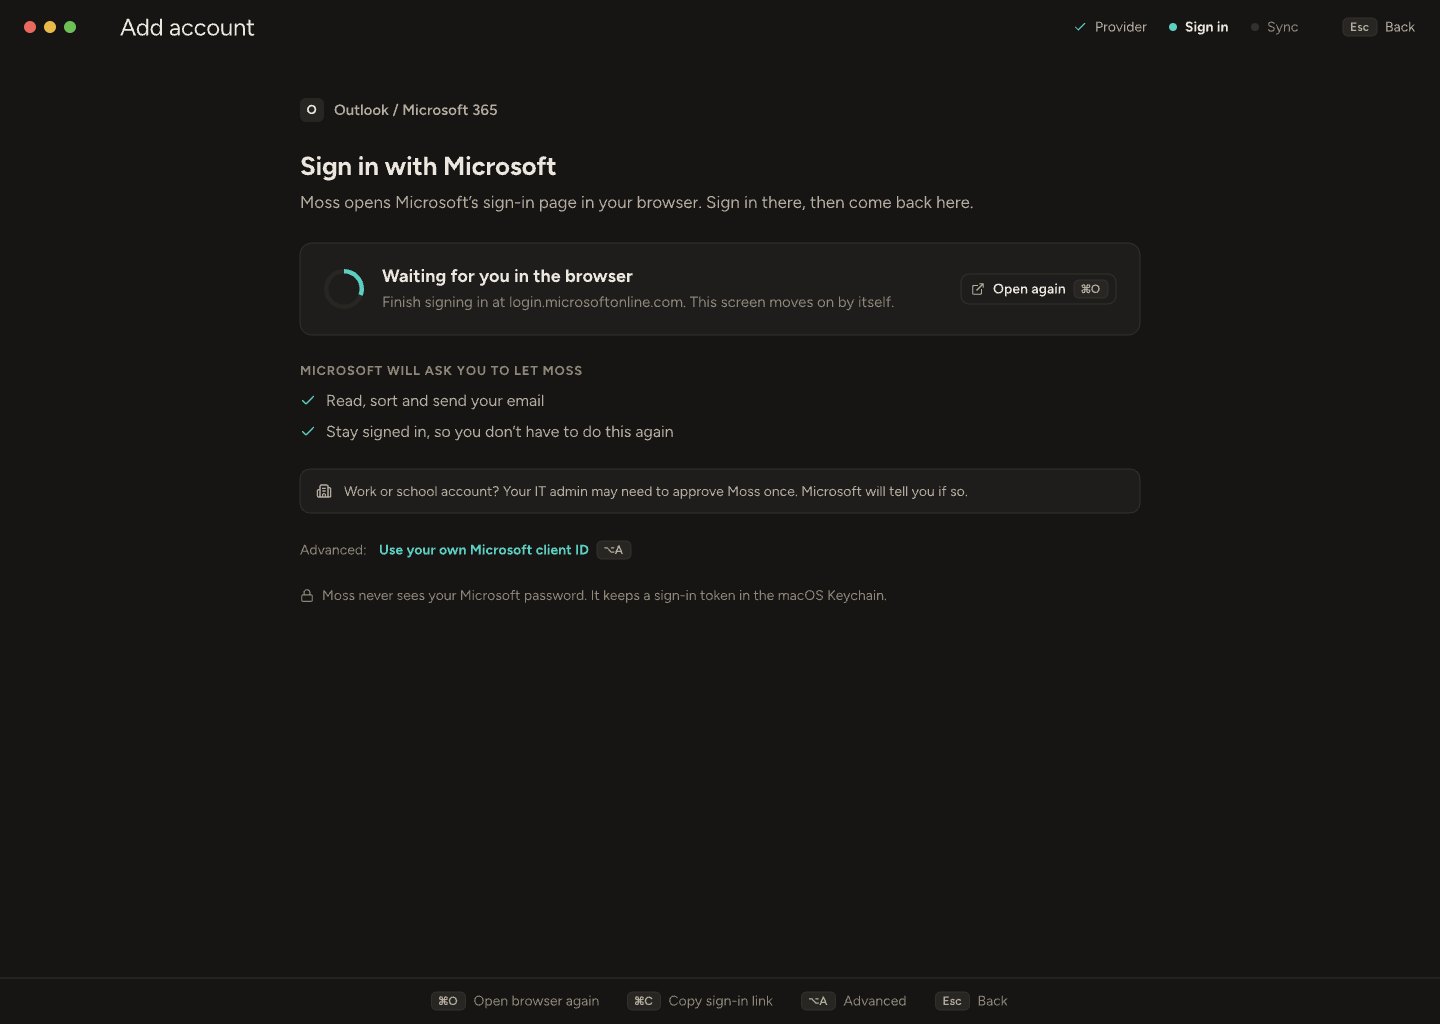 Add account
Provider
Sign in
Sync
Esc Back
O Outlook / Microsoft 365
Sign in with Microsoft
Moss opens Microsoft’s sign-in page in your browser. Sign in there, then come back here.
Waiting for you in the browser
Finish signing in at login.microsoftonline.com. This screen moves on by itself.
Open again ⌘O
MICROSOFT WILL ASK YOU TO LET MOSS
Read, sort and send your email
Stay signed in, so you don’t have to do this again
Work or school account? Your IT admin may need to approve Moss once. Microsoft will tell you if so.
Advanced: Use your own Microsoft client ID ⌥A
Moss never sees your Microsoft password. It keeps a sign-in token in the macOS Keychain.
⌘O Open browser again ⌘C Copy sign-in link ⌥A Advanced Esc Back